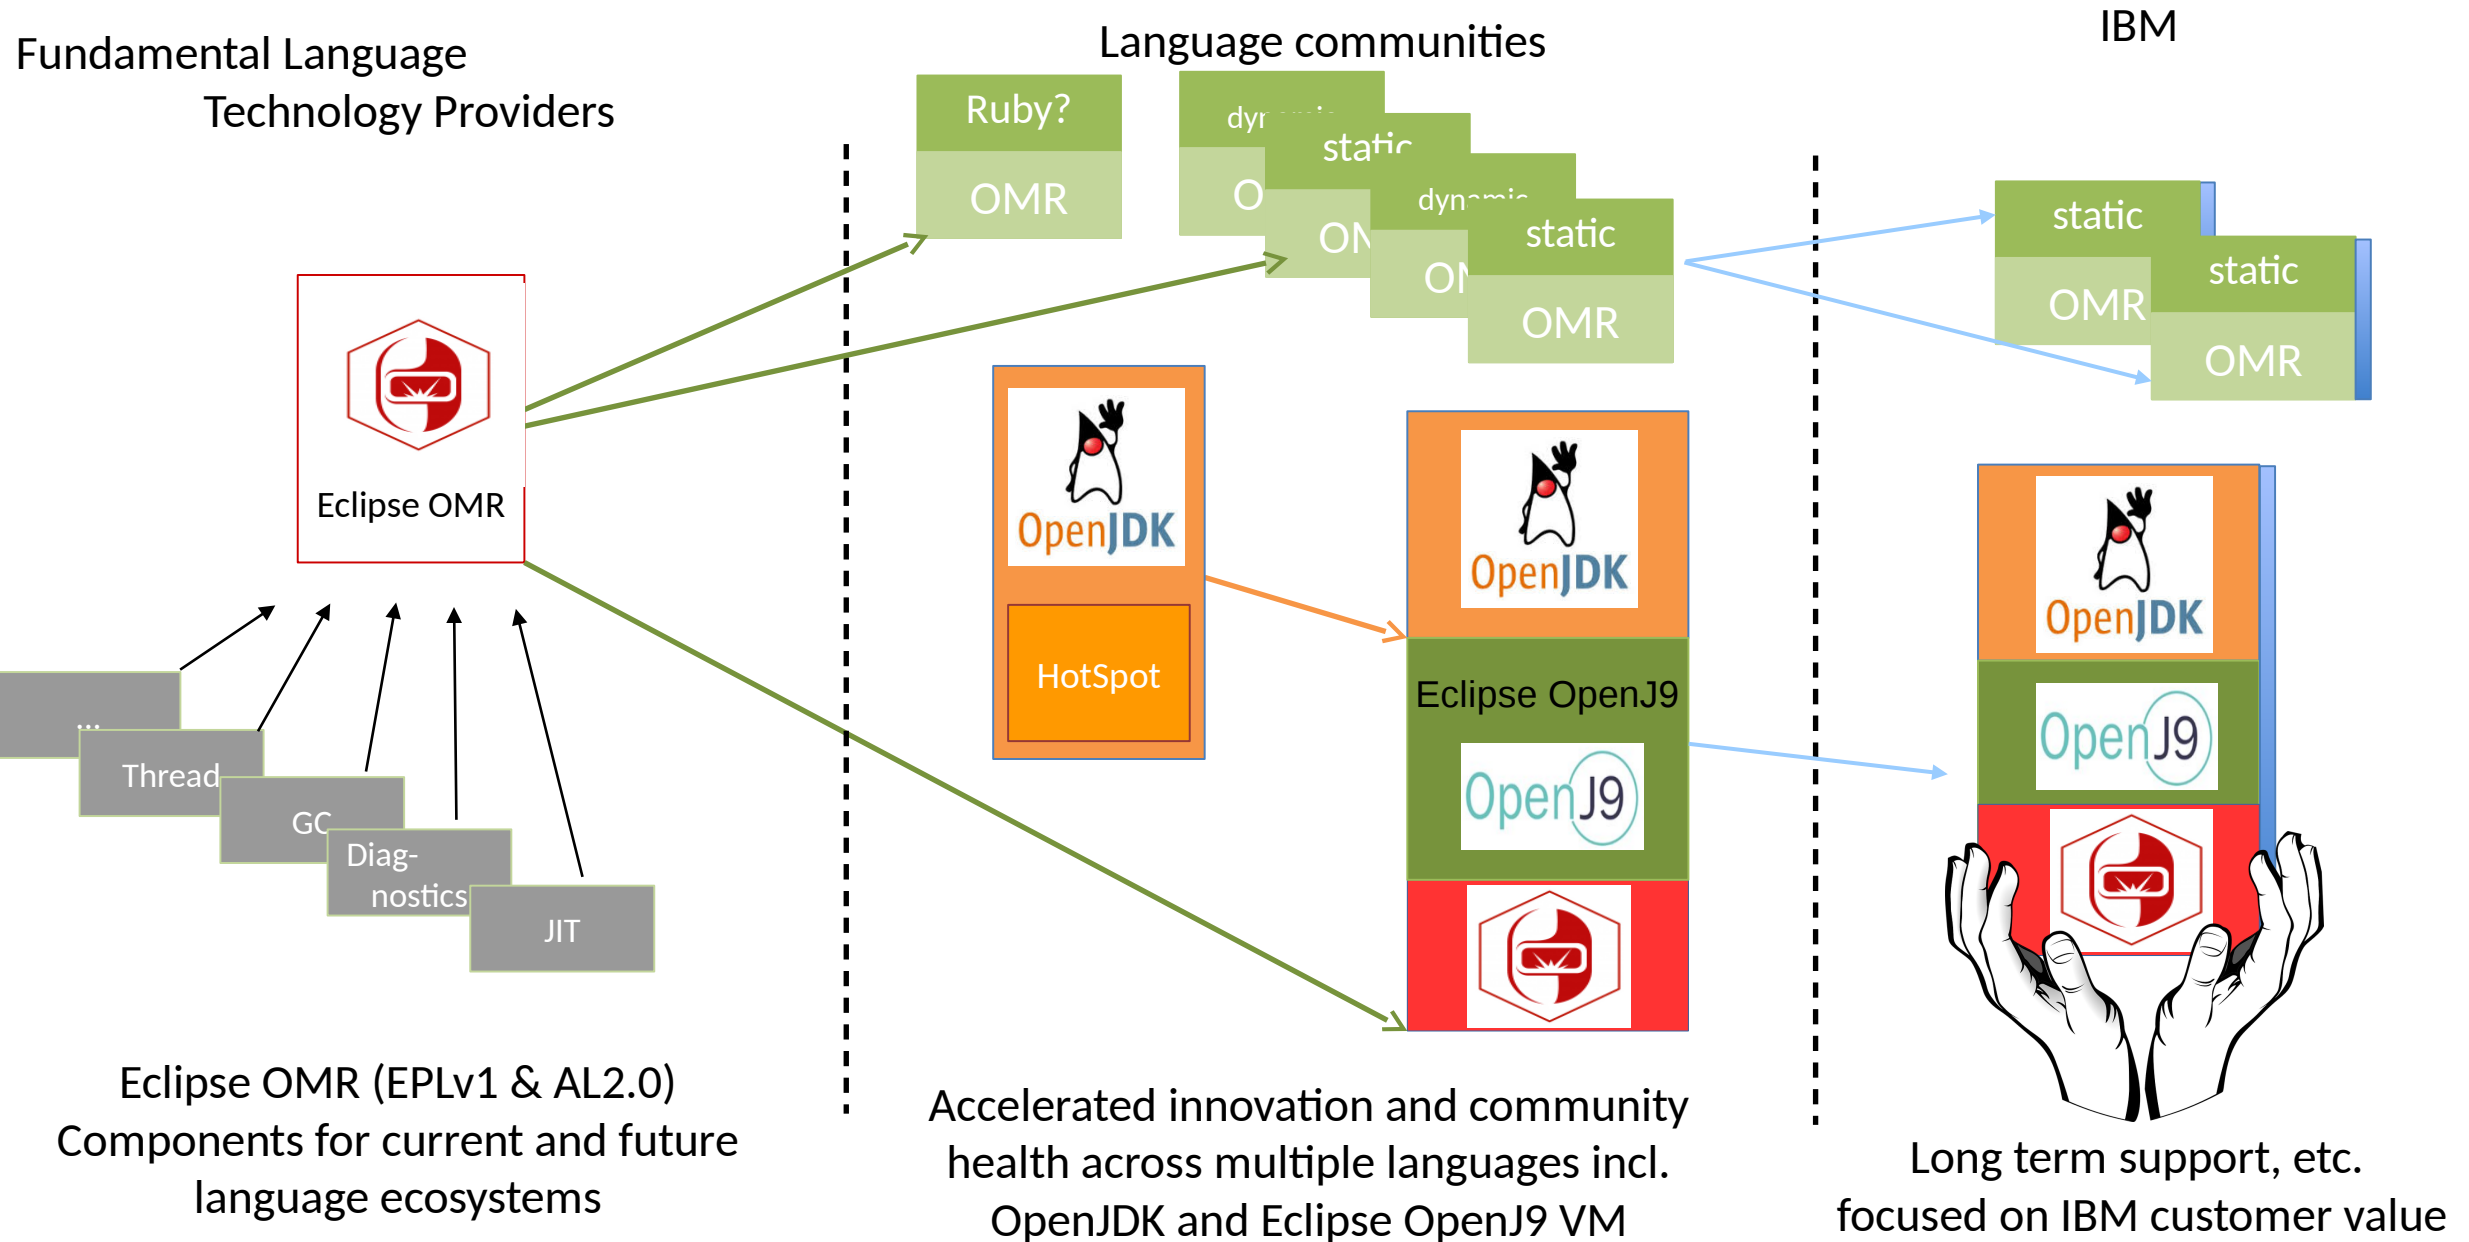 Fundamental Language
Technology Providers
Eclipse OMR
...
Thread
GC
Diag-
nostics
JIT
Eclipse OMR (EPLv1 & AL2.0)
Components for current and future
language ecosystems
Language communities
Ruby?
OMR
static
static
OMR
OpenJDK
HotSpot
OpenJDK
Eclipse OpenJ9
OpenJ9
Accelerated innovation and community
health across multiple languages incl.
OpenJDK and Eclipse OpenJ9 VM
IBM
static
OMR
static
OMR
OpenJDK
OpenJ9
Long term support, etc.
focused on IBM customer value